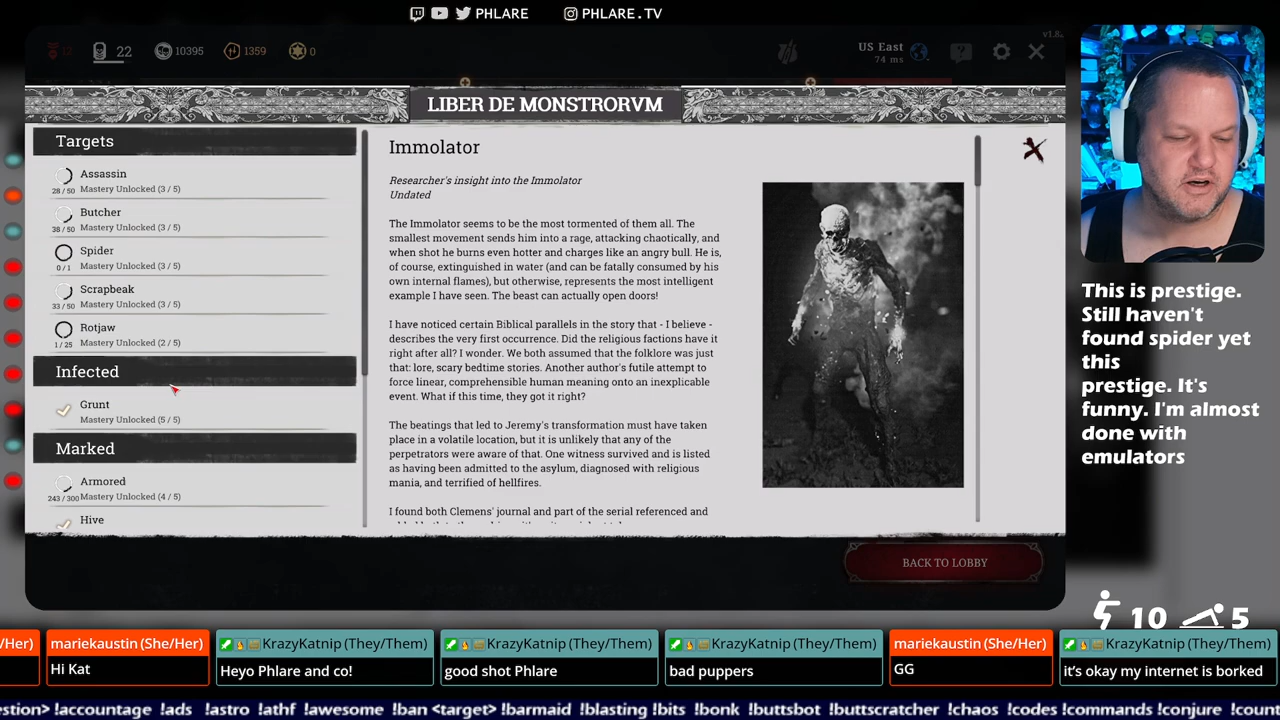 PHLARE
PHLARE.TV
12
22
10395
1359
0
US East
74 ms
LIBER DE MONSTRORVM
Targets
Assassin
28 / 50
Mastery Unlocked (3 / 5)
Butcher
38 / 50
Mastery Unlocked (3 / 5)
Spider
0 / 1
Mastery Unlocked (3 / 5)
Scrapbeak
33 / 50
Mastery Unlocked (3 / 5)
Rotjaw
1 / 25
Mastery Unlocked (2 / 5)
Infected
Grunt
Mastery Unlocked (5 / 5)
Marked
Armored
243 / 300
Mastery Unlocked (4 / 5)
Hive
Immolator
Researcher's insight into the Immolator
Undated
The Immolator seems to be the most tormented of them all. The
smallest movement sends him into a rage, attacking chaotically, and
when shot he burns even hotter and charges like an angry bull. He is,
of course, extinguished in water (and can be fatally consumed by his
own internal flames), but otherwise, represents the most intelligent
example I have seen. The beast can actually open doors!
I have noticed certain Biblical parallels in the story that - I believe -
describes the very first occurrence. Did the religious factions have it
right after all? I wonder. We both assumed that the folklore was just
that: lore, scary bedtime stories. Another author's futile attempt to
force linear, comprehensible human meaning onto an inexplicable
event. What if this time, they got it right?
The beatings that led to Jeremy's transformation must have taken
place in a volatile location, but it is unlikely that any of the
perpetrators were aware of that. One witness survived and is listed
as having been admitted to the asylum, diagnosed with religious
mania, and terrified of hellfires.
I found both Clemens' journal and part of the serial referenced and
BACK TO LOBBY
This is prestige.
Still haven't
found spider yet
this
prestige. It's
funny. I'm almost
done with
emulators
10
5
/Her)
mariekaustin (She/Her)
Hi Kat
KrazyKatnip (They/Them)
Heyo Phlare and co!
KrazyKatnip (They/Them)
good shot Phlare
KrazyKatnip (They/Them)
bad puppers
mariekaustin (She/Her)
GG
KrazyKatnip (They/Them)
it's okay my internet is borked
estion> !accountage !ads !astro !athf !awesome !ban <target> !barmaid !blasting !bits !bonk !buttsbot !buttscratcher !chaos !codes !commands !conjure !count